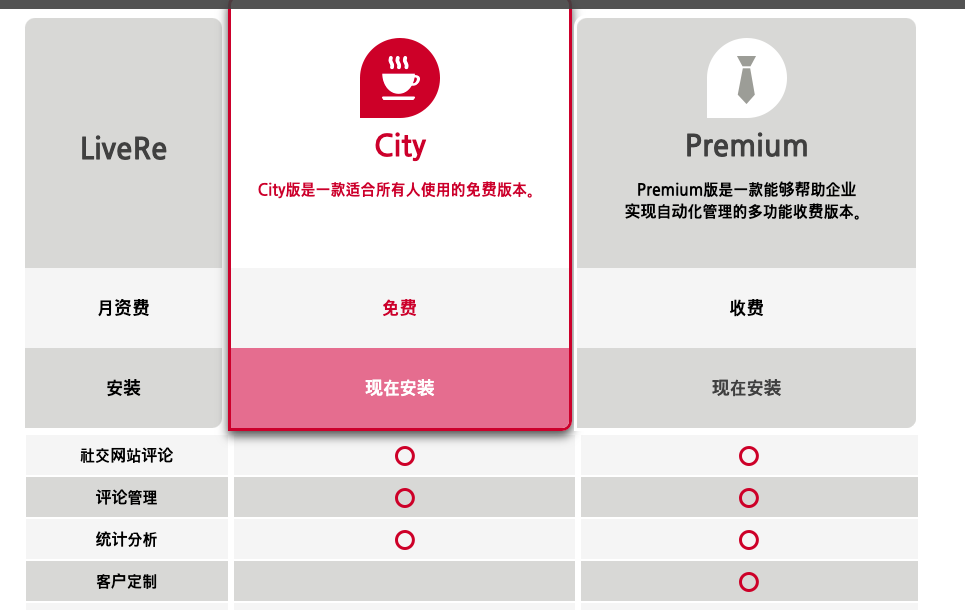 LiveRe
City
City版是一款适合所有人使用的免费版本。
Premium
Premium版是一款能够帮助企业
实现自动化管理的多功能收费版本。
月资费
免费
收费
安装
现在安装
现在安装
社交网站评论
评论管理
统计分析
客户定制